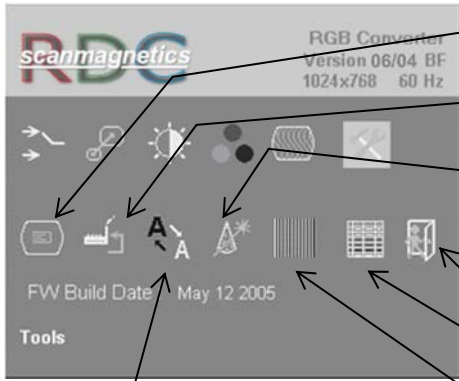 RDC
scanmagnetics
RGB Converter
Version 06/04 BF
1024x768 60 Hz
A
A
FW Build Date May 12 2005
Tools